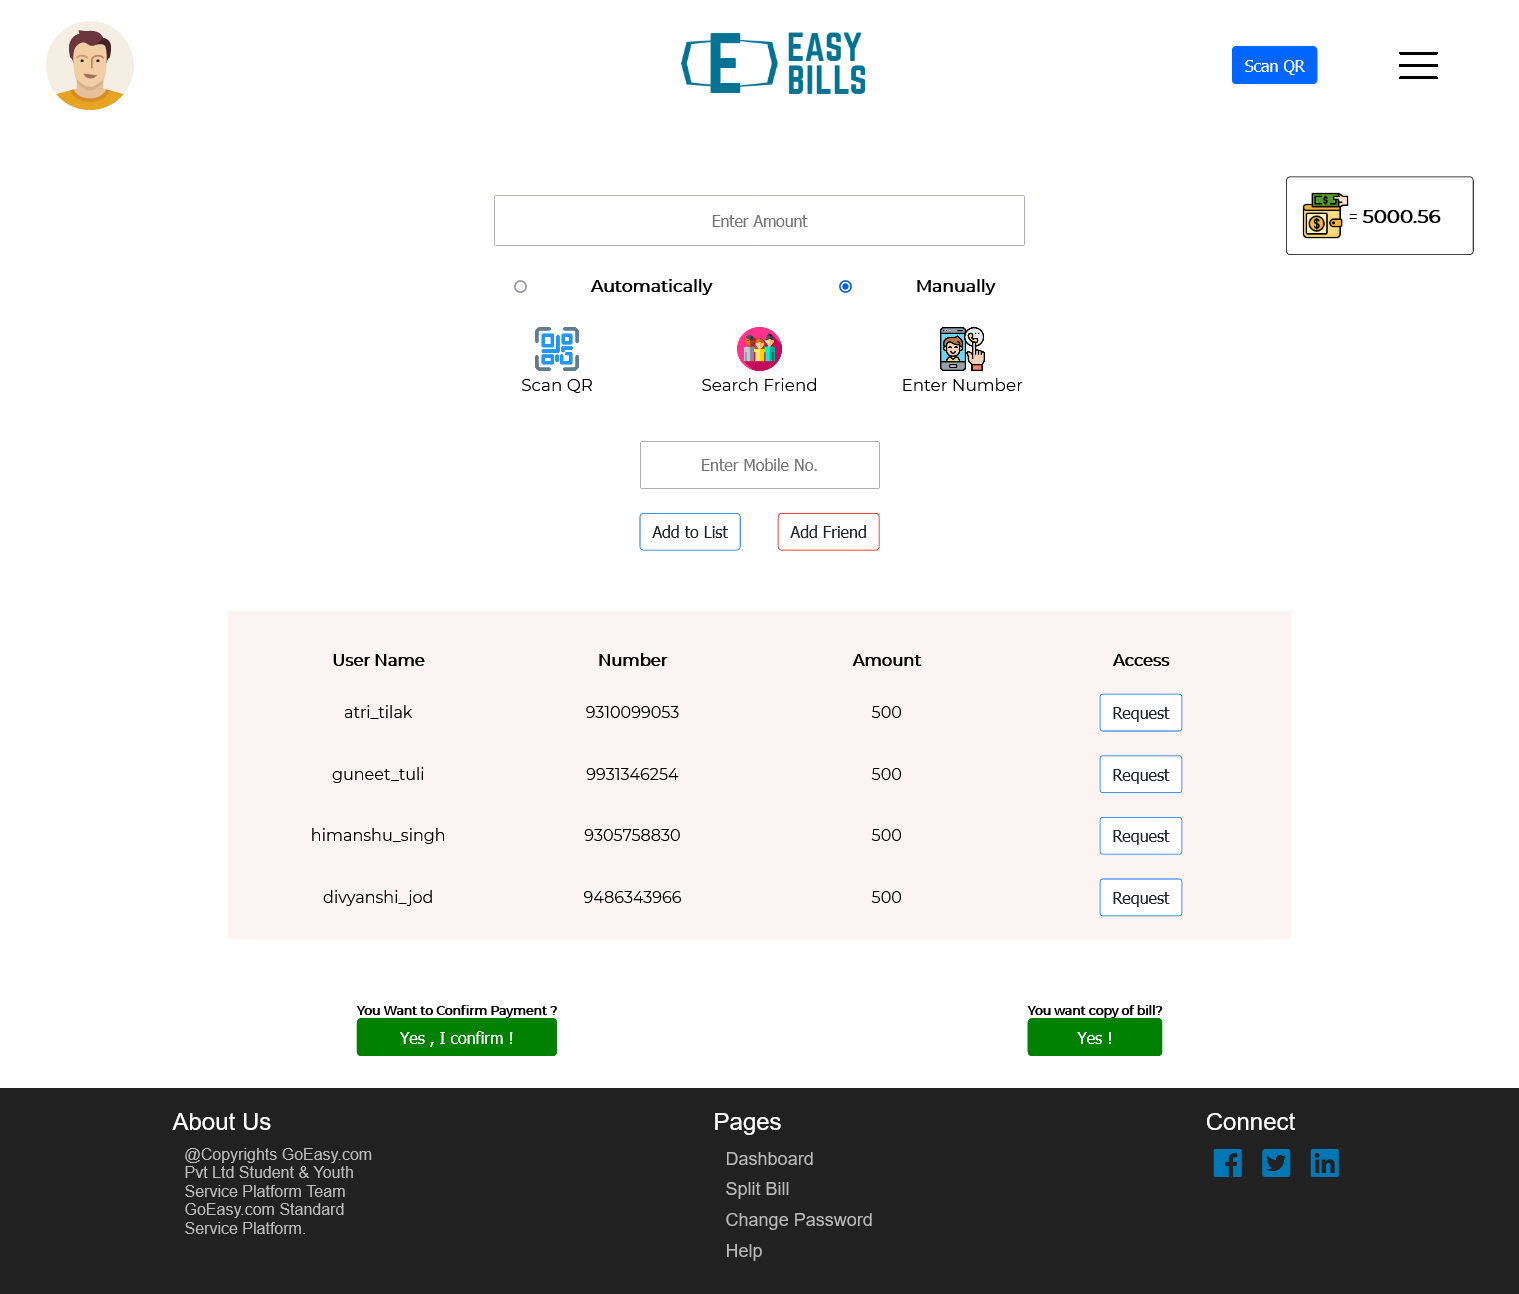 EASY
BILLS
Scan QR
Enter Amount
= 5000.56
Automatically Manually
Scan QR Search Friend Enter Number
Enter Mobile No.
Add to List Add Friend
User Name Number Amount Access
atri_tilak 9310099053 500 Request
guneet_tuli 9931346254 500 Request
himanshu_singh 9305758830 500 Request
divyanshi_jod 9486343966 500 Request
You Want to Confirm Payment ?
Yes , I confirm !
You want copy of bill?
Yes !
About Us
@Copyrights GoEasy.com
Pvt Ltd Student & Youth
Service Platform Team
GoEasy.com Standard
Service Platform.
Pages
Dashboard
Split Bill
Change Password
Help
Connect